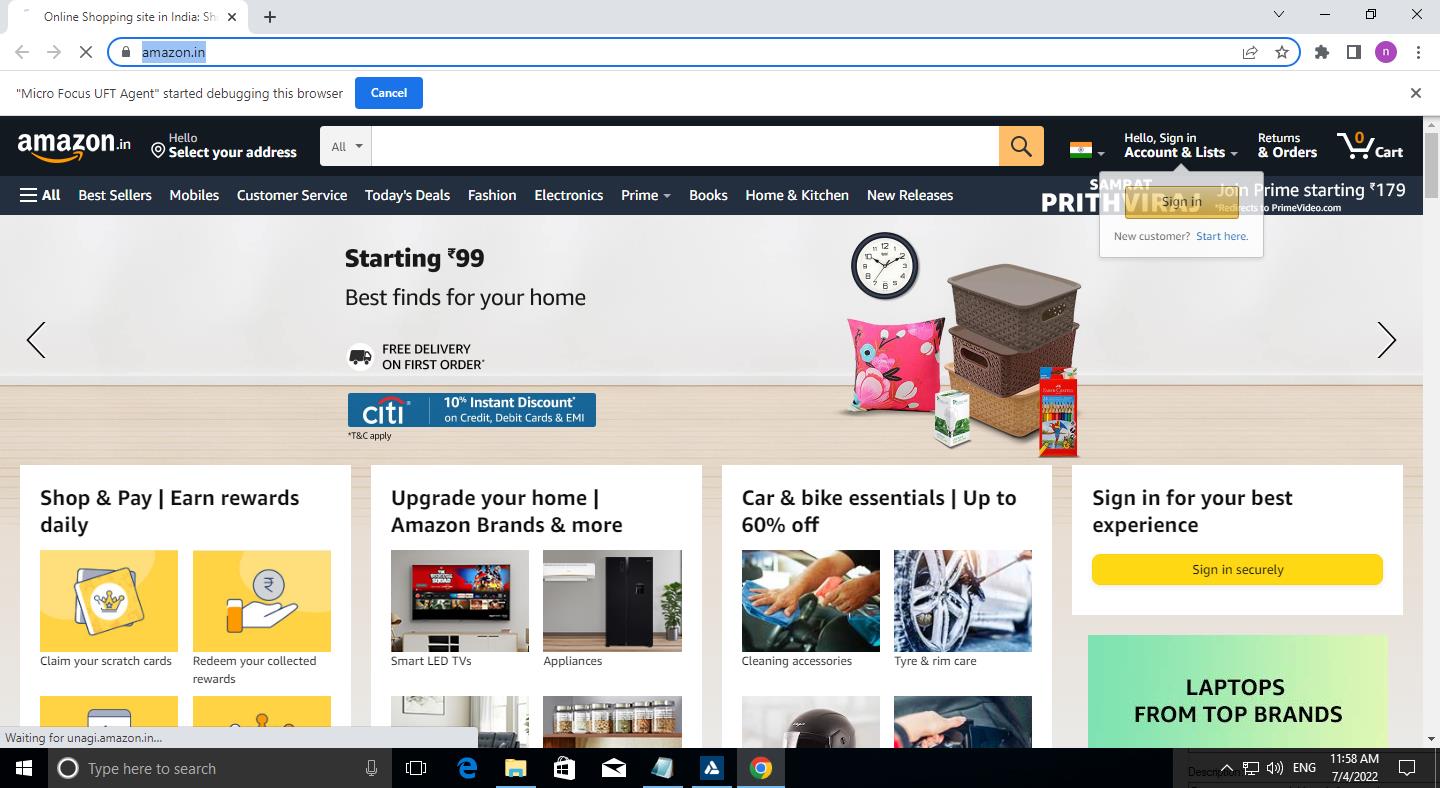 Online Shopping site in India: Sh
amazon.in
n
"Micro Focus UFT Agent" started debugging this browser
Cancel
amazon.in
Hello
Select your address
All
Hello, Sign in
Account & Lists
Returns
& Orders
0
Cart
All
Best Sellers
Mobiles
Customer Service
Today's Deals
Fashion
Electronics
Prime
Books
Home & Kitchen
New Releases
SAMRAT
PRITHVIRAJ
Join Prime starting ₹179
*Redirects to PrimeVideo.com
Sign in
New customer? Start here.
Starting ₹99
Best finds for your home
FREE DELIVERY
ON FIRST ORDER*
citi
10% Instant Discount*
on Credit, Debit Cards & EMI
*T&C apply
Shop & Pay | Earn rewards
daily
Claim your scratch cards
Redeem your collected
rewards
Upgrade your home |
Amazon Brands & more
Smart LED TVs
Appliances
Car & bike essentials | Up to
60% off
Cleaning accessories
Tyre & rim care
Sign in for your best
experience
Sign in securely
LAPTOPS
FROM TOP BRANDS
Waiting for unagi.amazon.in...
Type here to search
ENG
11:58 AM
7/4/2022